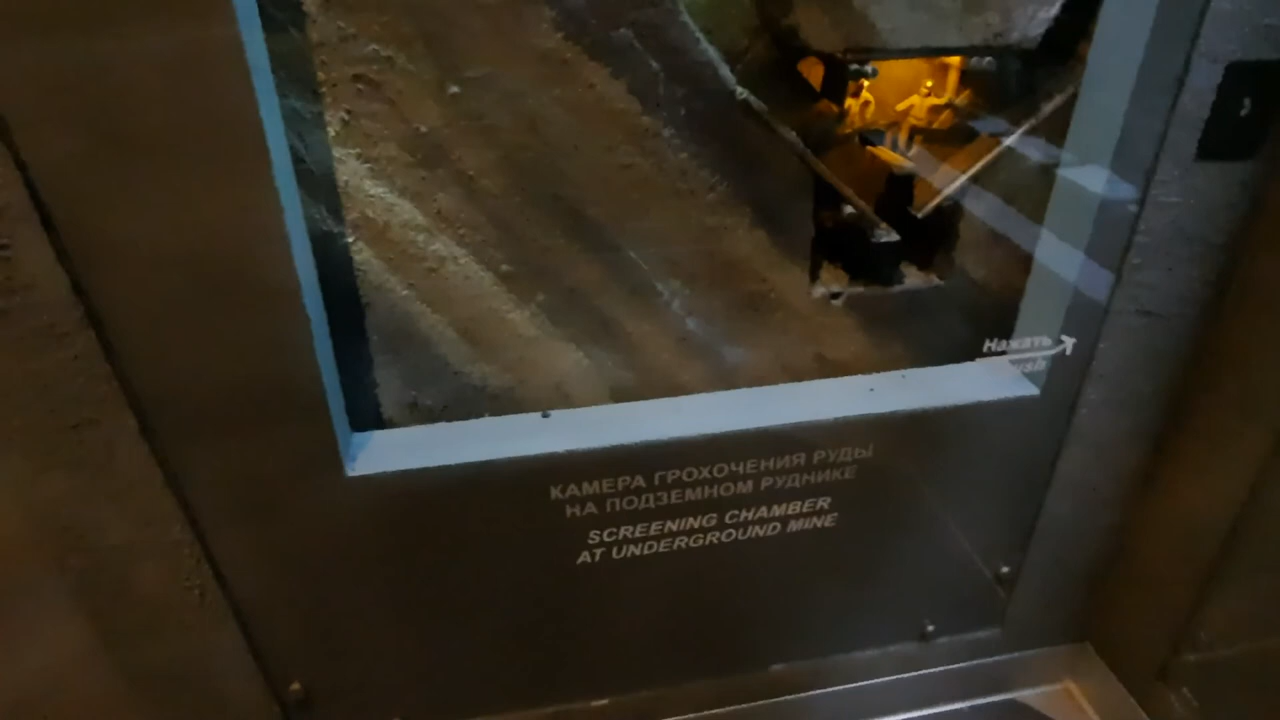 Нажать
КАМЕРА ГРОХОЧЕНИЯ РУДЫ
НА ПОДЗЕМНОМ РУДНИКЕ
SCREENING CHAMBER
AT UNDERGROUND MINE